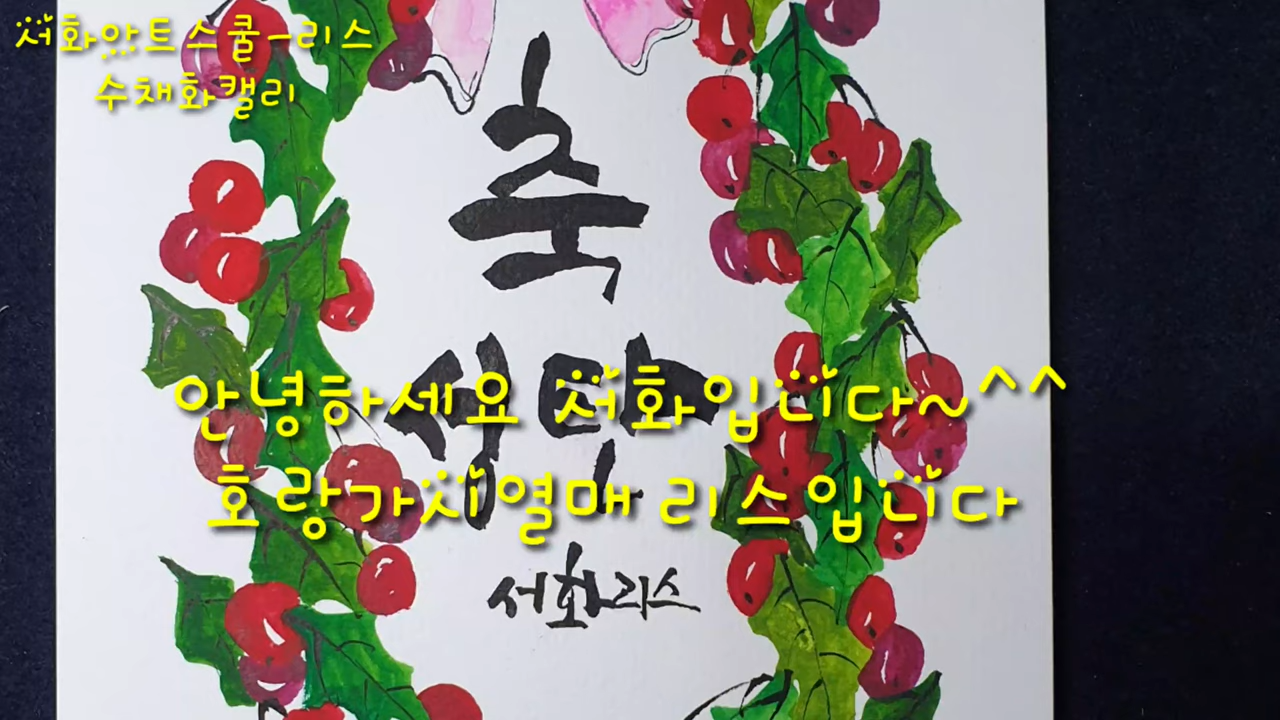 서화아트스쿨-리스
수채화캘리
축
성탄
안녕하세요 서화입니다~^^
호랑가시열매 리스입니다
서화리스